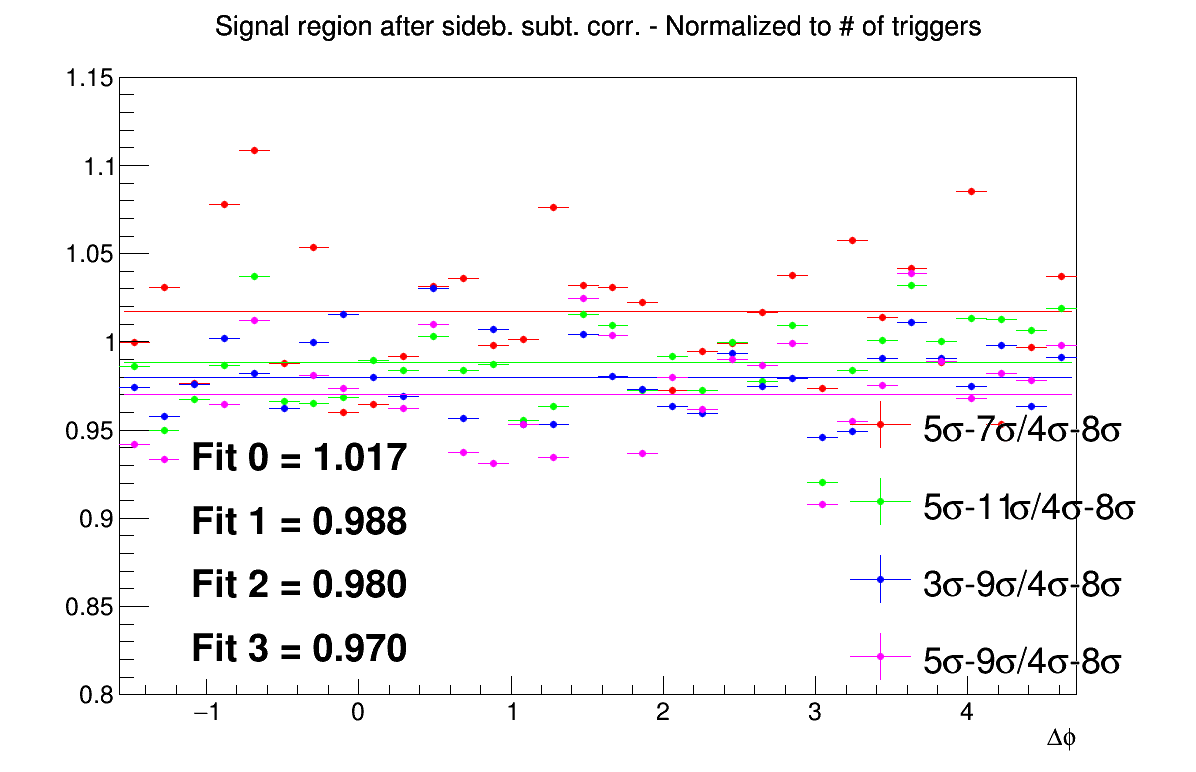 Signal region after sideb. subt. corr. - Normalized to # of triggers
1.15
1.1
1.05
1
0.95
0.9
0.85
0.8
Fit 0 = 1.017
Fit 1 = 0.988
Fit 2 = 0.980
Fit 3 = 0.970
5σ-7σ/4σ-8σ
5σ-11σ/4σ-8σ
3σ-9σ/4σ-8σ
5σ-9σ/4σ-8σ
−1 0 1 2 3 4
Δϕ